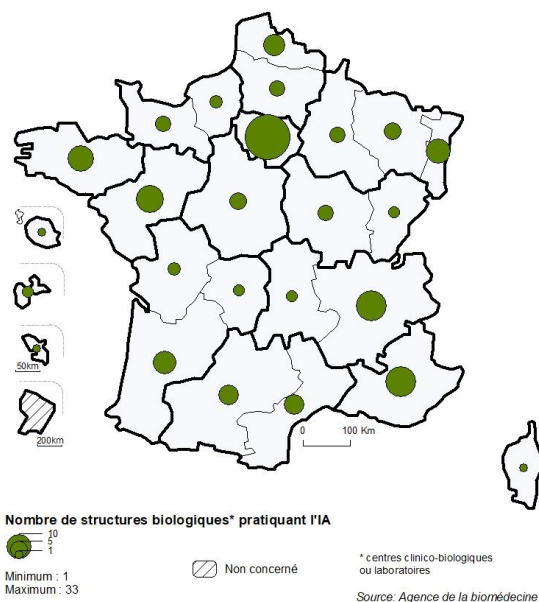 50km
200km
0 100 Km
Nombre de structures biologiques* pratiquant l'IA
10
5
1
Minimum : 1
Maximum : 33
Non concerné
* centres clinico-biologiques
ou laboratoires
Source: Agence de la biomédecine